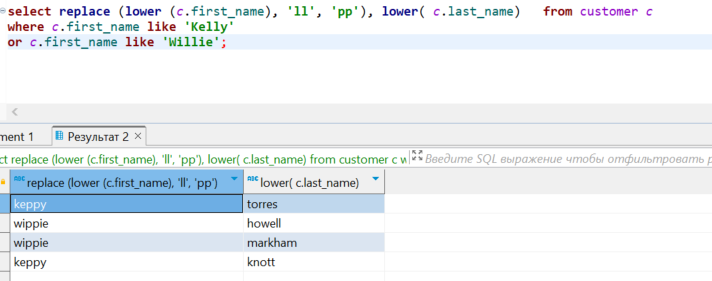 select replace (lower (c.first_name), 'll', 'pp'), lower( c.last_name)   from customer c
where c.first_name like 'Kelly'
or c.first_name like 'Willie';
ment 1 Результат 2
ct replace (lower (c.first_name), 'll', 'pp'), lower( c.last_name) from customer c w Введите SQL выражение чтобы отфильтровать р
ABC replace (lower (c.first_name), 'll', 'pp') ABC lower( c.last_name)
keppy torres
wippie howell
wippie markham
keppy knott